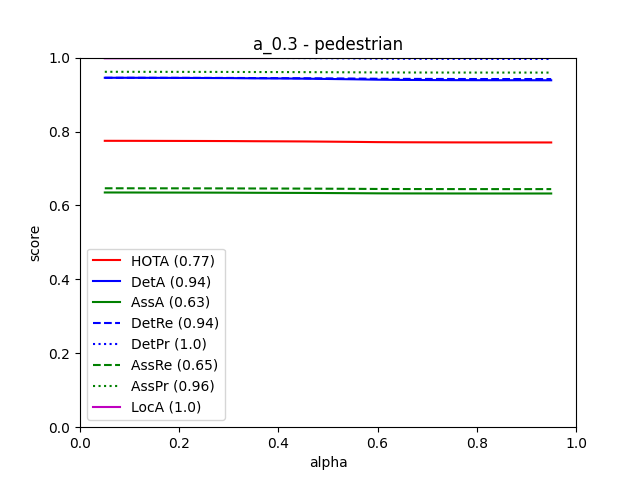 a_0.3 - pedestrian
1.0
0.8
0.6
0.4
0.2
0.0
score
HOTA (0.77)
DetA (0.94)
AssA (0.63)
DetRe (0.94)
DetPr (1.0)
AssRe (0.65)
AssPr (0.96)
LocA (1.0)
0.0 0.2 0.4 0.6 0.8 1.0
alpha